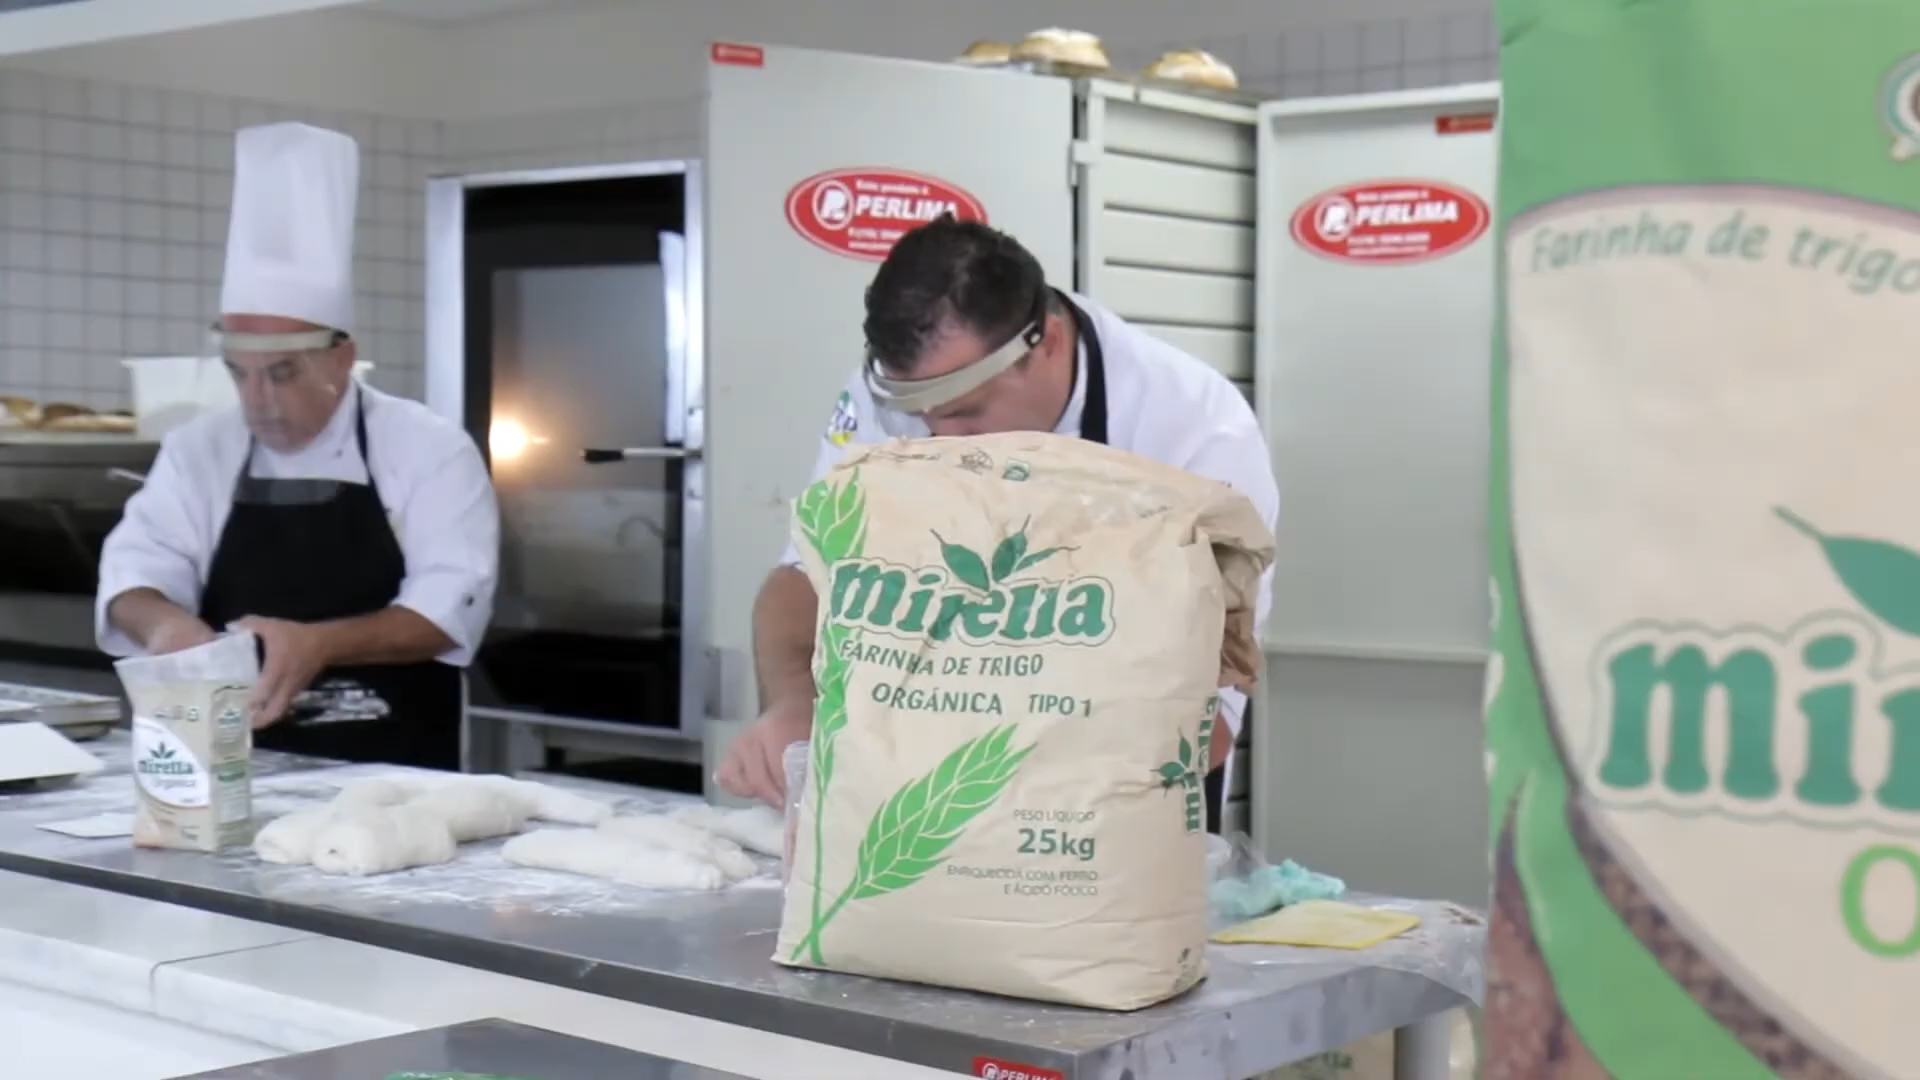 PERLIMA
PERLIMA
Farinha de trigo
mirella
FARINHA DE TRIGO
ORGÂNICA TIPO 1
PESO LÍQUIDO
25kg
ENRIQUECIDA COM FERRO
E ÁCIDO FÓLICO
mirella
mirella
orgânica
PERLIMA